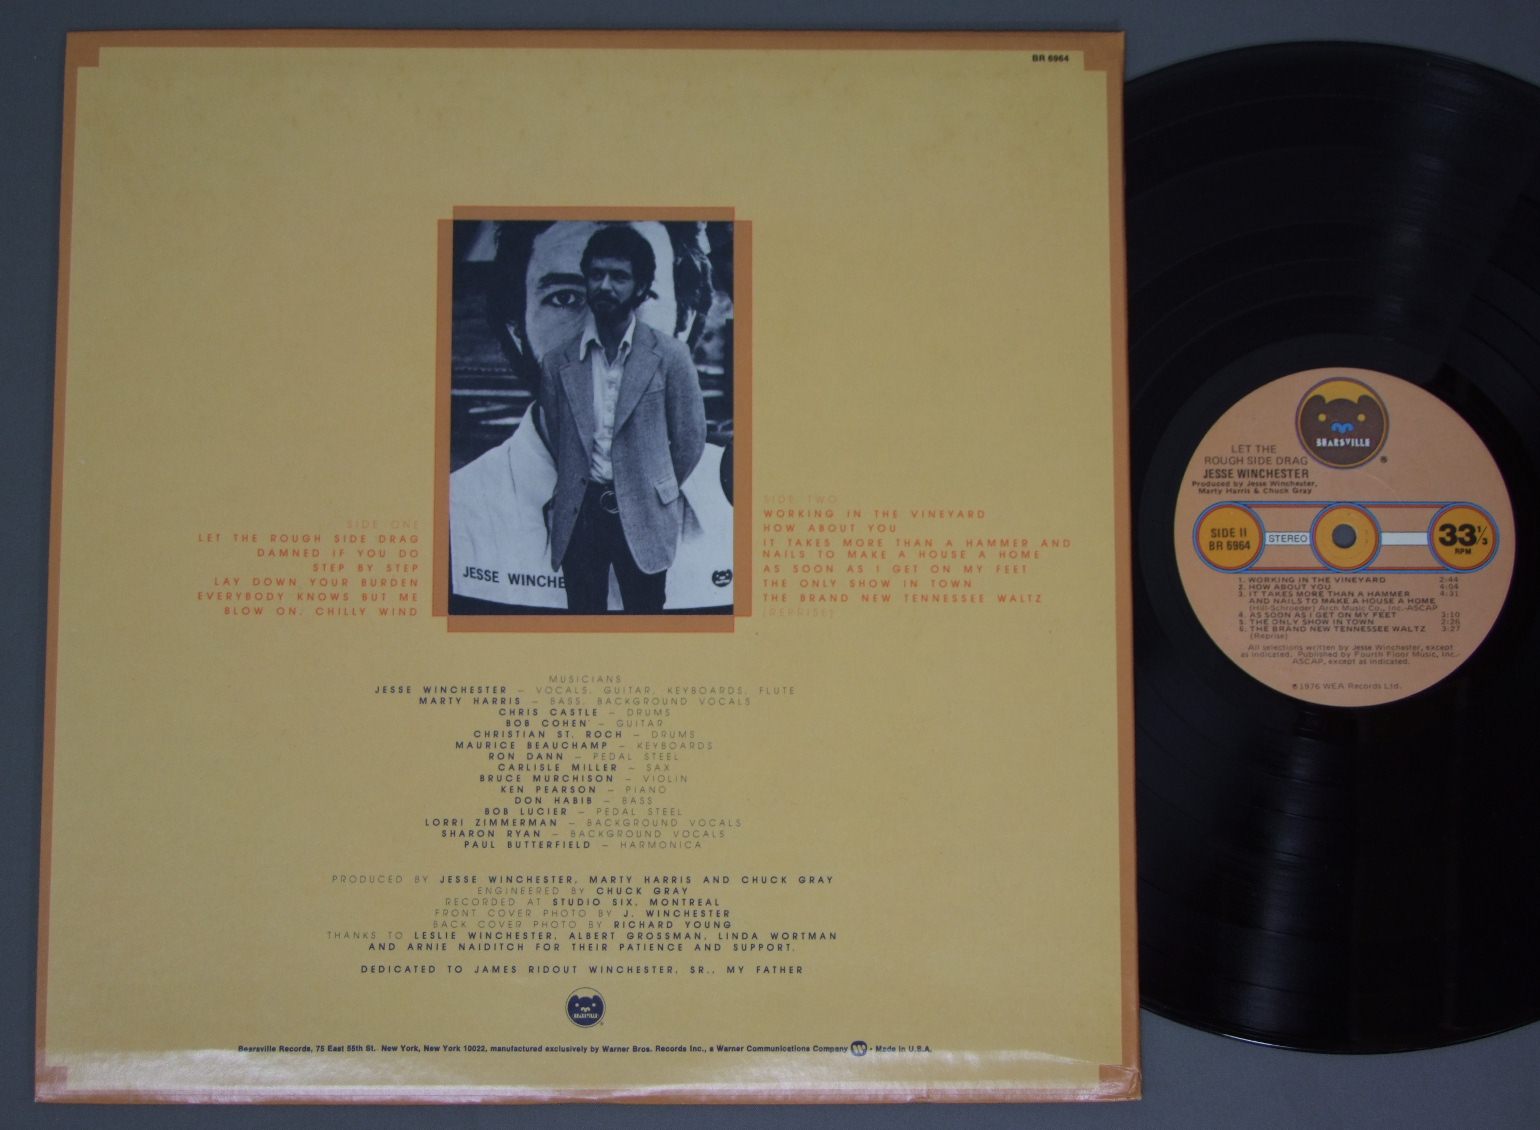 BR 6964
JESSE WINCHE
SIDE ONE
LET THE ROUGH SIDE DRAG
DAMNED IF YOU DO
STEP BY STEP
LAY DOWN YOUR BURDEN
EVERYBODY KNOWS BUT ME
BLOW ON, CHILLY WIND
SIDE TWO
WORKING IN THE VINEYARD
HOW ABOUT YOU
IT TAKES MORE THAN A HAMMER AND
NAILS TO MAKE A HOUSE A HOME
AS SOON AS I GET ON MY FEET
THE ONLY SHOW IN TOWN
THE BRAND NEW TENNESSEE WALTZ
(REPRISE)
MUSICIANS
JESSE WINCHESTER – VOCALS, GUITAR, KEYBOARDS, FLUTE
MARTY HARRIS – BASS, BACKGROUND VOCALS
CHRIS CASTLE – DRUMS
BOB COHEN – GUITAR
CHRISTIAN ST. ROCH – DRUMS
MAURICE BEAUCHAMP – KEYBOARDS
RON DANN – PEDAL STEEL
CARLISLE MILLER – SAX
BRUCE MURCHISON – VIOLIN
KEN PEARSON – PIANO
DON HABIB – BASS
BOB LUCIER – PEDAL STEEL
LORRI ZIMMERMAN – BACKGROUND VOCALS
SHARON RYAN – BACKGROUND VOCALS
PAUL BUTTERFIELD – HARMONICA
PRODUCED BY JESSE WINCHESTER, MARTY HARRIS AND CHUCK GRAY
ENGINEERED BY CHUCK GRAY
RECORDED AT STUDIO SIX, MONTREAL
FRONT COVER PHOTO BY J. WINCHESTER
BACK COVER PHOTO BY RICHARD YOUNG
THANKS TO LESLIE WINCHESTER, ALBERT GROSSMAN, LINDA WORTMAN
AND ARNIE NAIDITCH FOR THEIR PATIENCE AND SUPPORT.
DEDICATED TO JAMES RIDOUT WINCHESTER, SR., MY FATHER
BEARSVILLE
Bearsville Records, 75 East 55th St. New York, New York 10022, manufactured exclusively by Warner Bros. Records Inc., a Warner Communications Company W • Made in U.S.A.
BEARSVILLE ®
LET THE
ROUGH SIDE DRAG
JESSE WINCHESTER
Produced by Jesse Winchester,
Marty Harris & Chuck Gray
SIDE II
BR 6964
STEREO
33 1/3
RPM
1. WORKING IN THE VINEYARD 2:44
2. HOW ABOUT YOU 4:04
3. IT TAKES MORE THAN A HAMMER 4:31
AND NAILS TO MAKE A HOUSE A HOME
(Hill-Schroeder) Arch Music Co., Inc.-ASCAP
4. AS SOON AS I GET ON MY FEET 3:10
5. THE ONLY SHOW IN TOWN 2:26
6. THE BRAND NEW TENNESSEE WALTZ 3:27
(Reprise)
All selections written by Jesse Winchester, except
as indicated. Published by Fourth Floor Music, Inc.-
ASCAP, except as indicated.
℗ 1976 WEA Records Ltd.